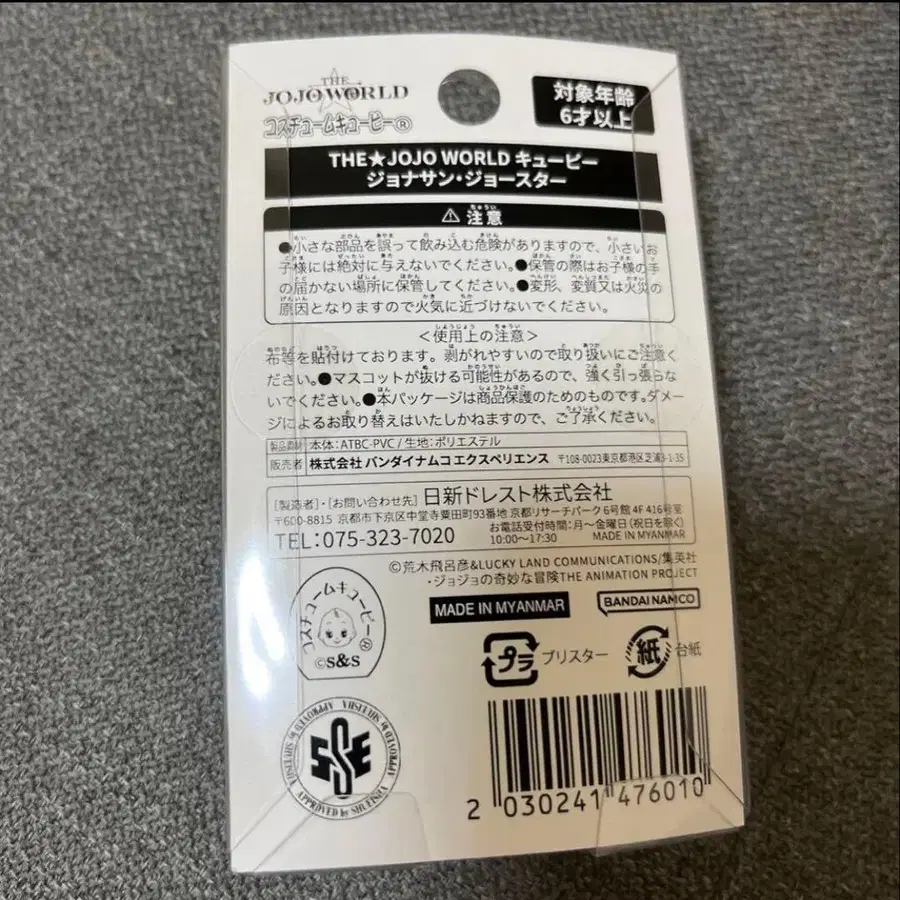 THE
JOJO WORLD
コスチュームキューピー®
対象年齢
6才以上
THE★JOJO WORLD キューピー
ジョナサン・ジョースター
⚠ 注意
●小さな部品を誤って飲み込む危険がありますので、小さいお
子様には絶対に与えないでください。●保管の際はお子様の手
の届かない場所に保管してください。●変形、変質又は火災の
原因となりますので火気に近づけないでください。
<使用上の注意>
布等を貼付けております。剥がれやすいので取り扱いにご注意く
ださい。●マスコットが抜ける可能性があるので、強く引っ張らな
いでください。●本パッケージは商品保護のためのものです。ダメ
ージによるお取り替えはいたしかねますので、ご了承ください。
製品素材 本体:ATBC-PVC / 生地:ポリエステル
販売者 株式会社 バンダイナムコエクスペリエンス 〒108-0023東京都港区芝浦3-1-35
[製造者]・[お問い合わせ先] 日新ドレスト株式会社
〒600-8815 京都市下京区中堂寺粟田町93番地 京都リサーチパーク6号館 4F 416号室
TEL:075-323-7020
お電話受付時間:月〜金曜日(祝日を除く)
10:00〜17:30
MADE IN MYANMAR
©荒木飛呂彦&LUCKY LAND COMMUNICATIONS/集英社
・ジョジョの奇妙な冒険THE ANIMATION PROJECT
MADE IN MYANMAR
BANDAI NAMCO
コスチュームキューピー®
©S&S
プラ
ブリスター
紙
台紙
APPROVED by SHUEISHA
APPROVED by SHUEISHA
APPROVED by SHUEISHA
2 030241 476010